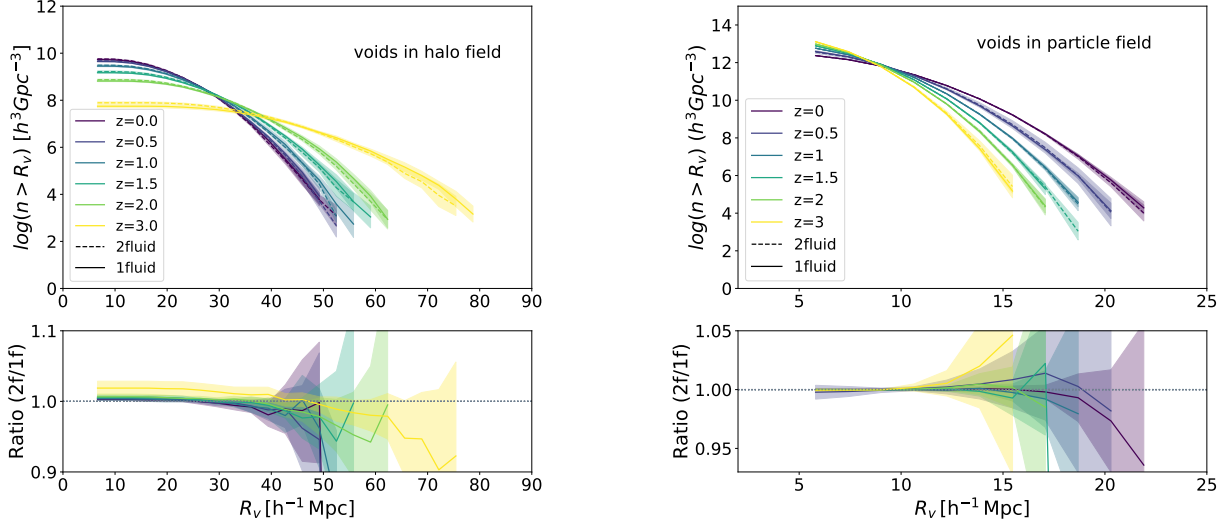 voids in halo field
log(n > Rᵥ) [h³Gpc⁻³]
12
10
8
6
4
2
0
z=0.0
z=0.5
z=1.0
z=1.5
z=2.0
z=3.0
2fluid
1fluid
0 10 20 30 40 50 60 70 80 90
Ratio (2f/1f)
1.1
1.0
0.9
0 10 20 30 40 50 60 70 80 90
Rᵥ [h⁻¹ Mpc]
voids in particle field
log(n > Rᵥ) (h³Gpc⁻³)
14
12
10
8
6
4
2
0
z=0
z=0.5
z=1
z=1.5
z=2
z=3
2fluid
1fluid
5 10 15 20 25
Ratio (2f/1f)
1.05
1.00
0.95
5 10 15 20 25
Rᵥ [h⁻¹ Mpc]